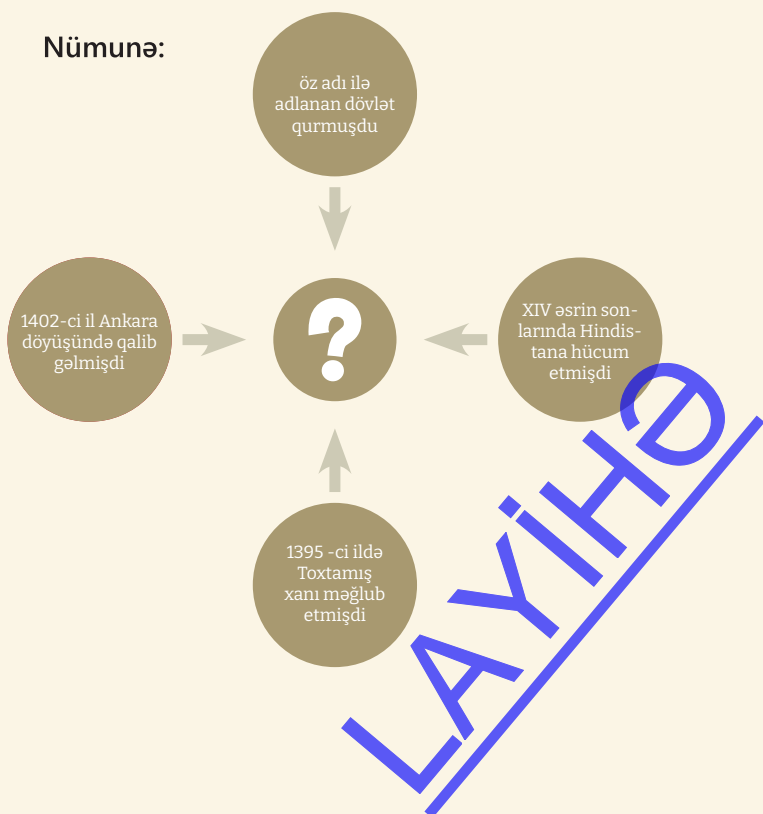 Nümunə:
öz adı ilə
adlanan dövlət
qurmuşdu
1402-ci il Ankara
döyüşündə qalib
gəlmişdi
?
XIV əsrin son-
larında Hindis-
tana hücum
etmişdi
1395 -ci ildə
Toxtamış
xanı məğlub
etmişdi
LAYİHƏ